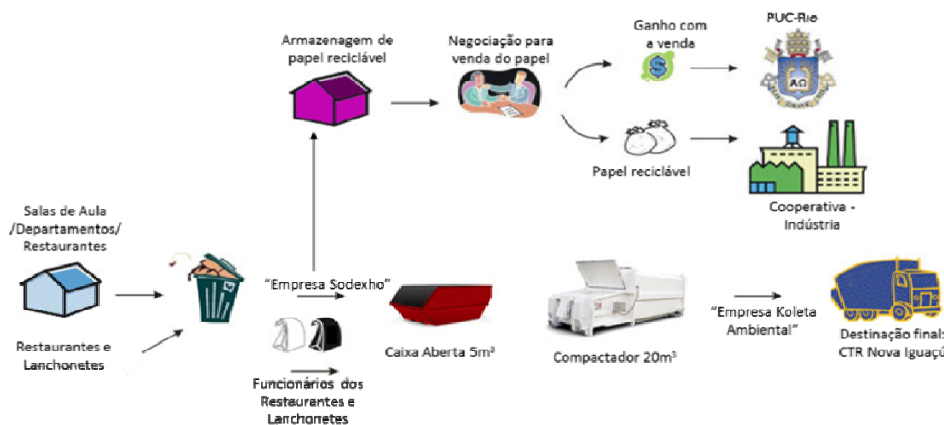 PUC-Rio
Ganho com
a venda
Armazenagem de
papel reciclável
Negociação para
venda do papel
ΑΩ
Papel reciclável
Cooperativa -
Indústria
Salas de Aula
/Departamentos/
Restaurantes
"Empresa Sodexho"
"Empresa Koleta
Ambiental"
Restaurantes e
Lanchonetes
Caixa Aberta 5m³
Compactador 20m³
Destinação final:
CTR Nova Iguaçú
Funcionários dos
Restaurantes e
Lanchonetes